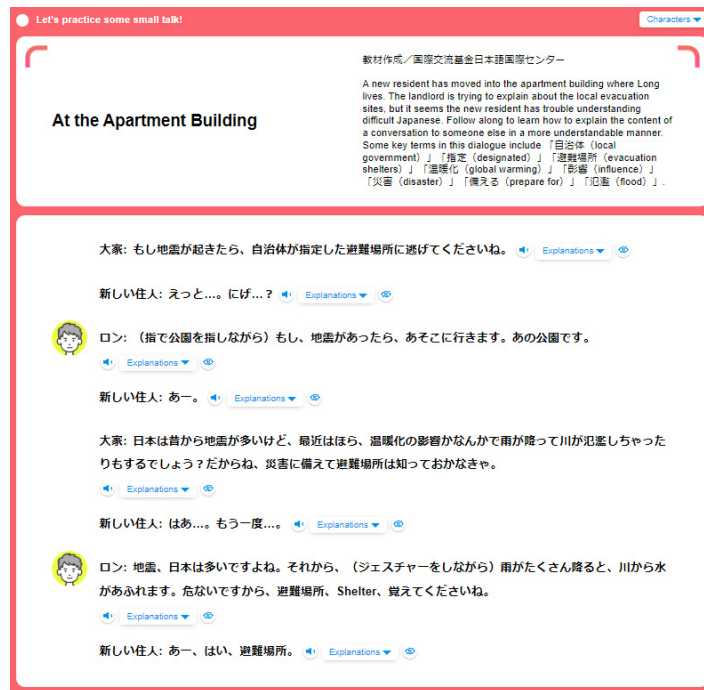 Let's practice some small talk!
Characters
At the Apartment Building
教材作成／国際交流基金日本語国際センター
A new resident has moved into the apartment building where Long
lives. The landlord is trying to explain about the local evacuation
sites, but it seems the new resident has trouble understanding
difficult Japanese. Follow along to learn how to explain the content of
a conversation to someone else in a more understandable manner.
Some key terms in this dialogue include 「自治体（local
government）」「指定（designated）」「避難場所（evacuation
shelters）」「温暖化（global warming）」「影響（influence）」
「災害（disaster）」「備える（prepare for）」「氾濫（flood）」.
大家: もし地震が起きたら、自治体が指定した避難場所に逃げてくださいね。 Explanations
新しい住人: えっと…。にげ…？ Explanations
ロン: （指で公園を指しながら）もし、地震があったら、あそこに行きます。あの公園です。
Explanations
新しい住人: あー。 Explanations
大家: 日本は昔から地震が多いけど、最近はほら、温暖化の影響かなんかで雨が降って川が氾濫しちゃった
りもするでしょう？だからね、災害に備えて避難場所は知っておかなきゃ。
Explanations
新しい住人: はあ…。もう一度…。 Explanations
ロン: 地震、日本は多いですよね。それから、（ジェスチャーをしながら）雨がたくさん降ると、川から水
があふれます。危ないですから、避難場所、Shelter、覚えてくださいね。
Explanations
新しい住人: あー、はい、避難場所。 Explanations